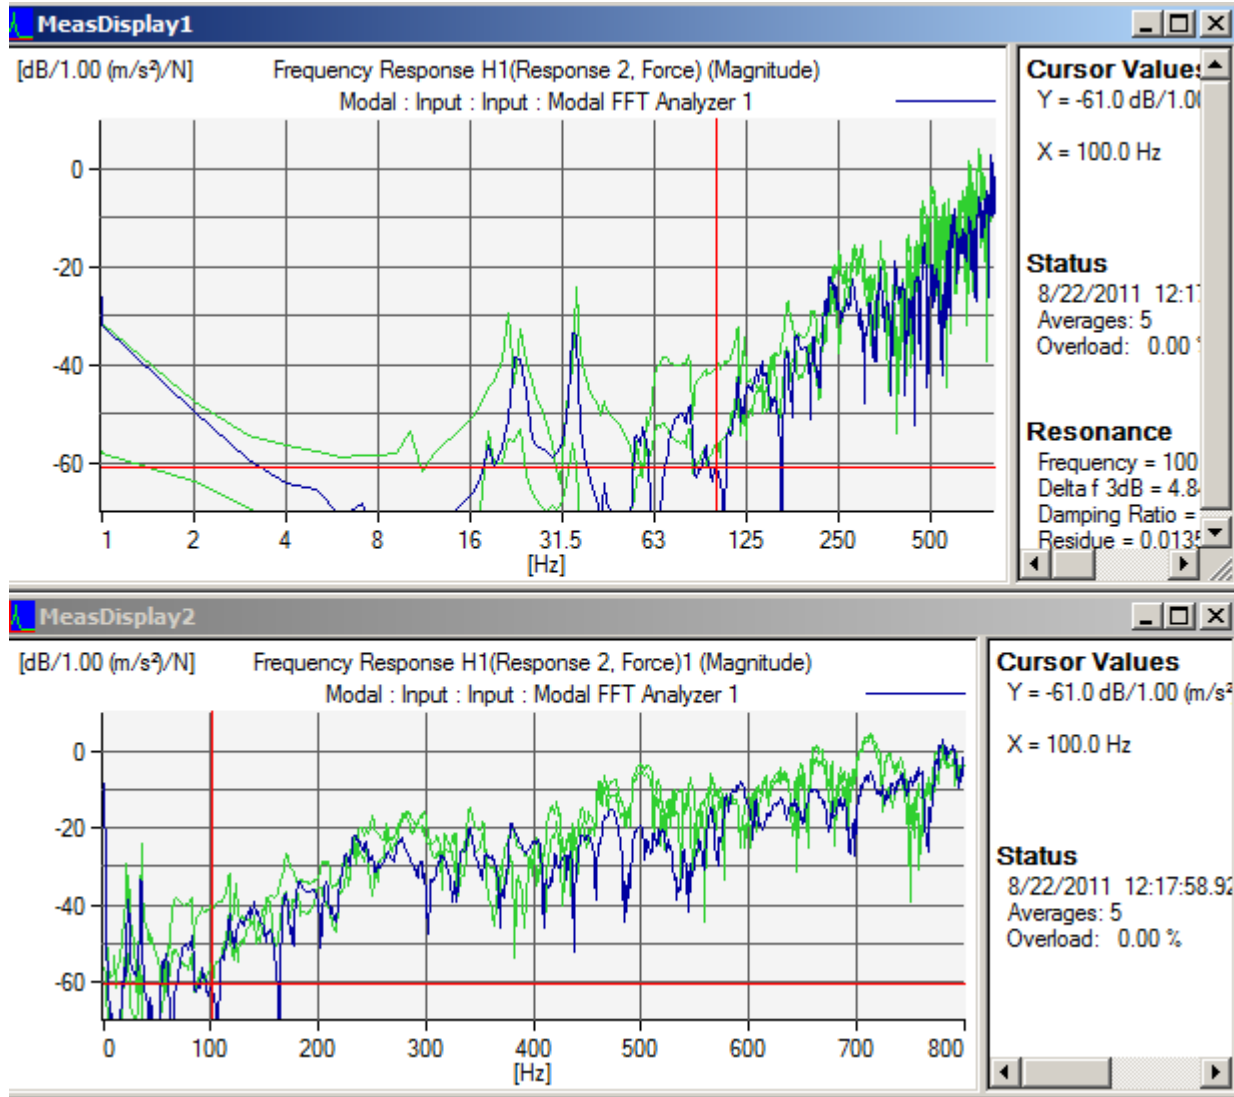 MeasDisplay1
[dB/1.00 (m/s²)/N] Frequency Response H1(Response 2, Force) (Magnitude)
Modal : Input : Input : Modal FFT Analyzer 1
0
-20
-40
-60
1 2 4 8 16 31.5 63 125 250 500
[Hz]
Cursor Values
Y = -61.0 dB/1.00
X = 100.0 Hz
Status
8/22/2011 12:17
Averages: 5
Overload: 0.00 %
Resonance
Frequency = 100
Delta f 3dB = 4.84
Damping Ratio =
Residue = 0.0135
MeasDisplay2
[dB/1.00 (m/s²)/N] Frequency Response H1(Response 2, Force)1 (Magnitude)
Modal : Input : Input : Modal FFT Analyzer 1
0
-20
-40
-60
0 100 200 300 400 500 600 700 800
[Hz]
Cursor Values
Y = -61.0 dB/1.00 (m/s²
X = 100.0 Hz
Status
8/22/2011 12:17:58.92
Averages: 5
Overload: 0.00 %